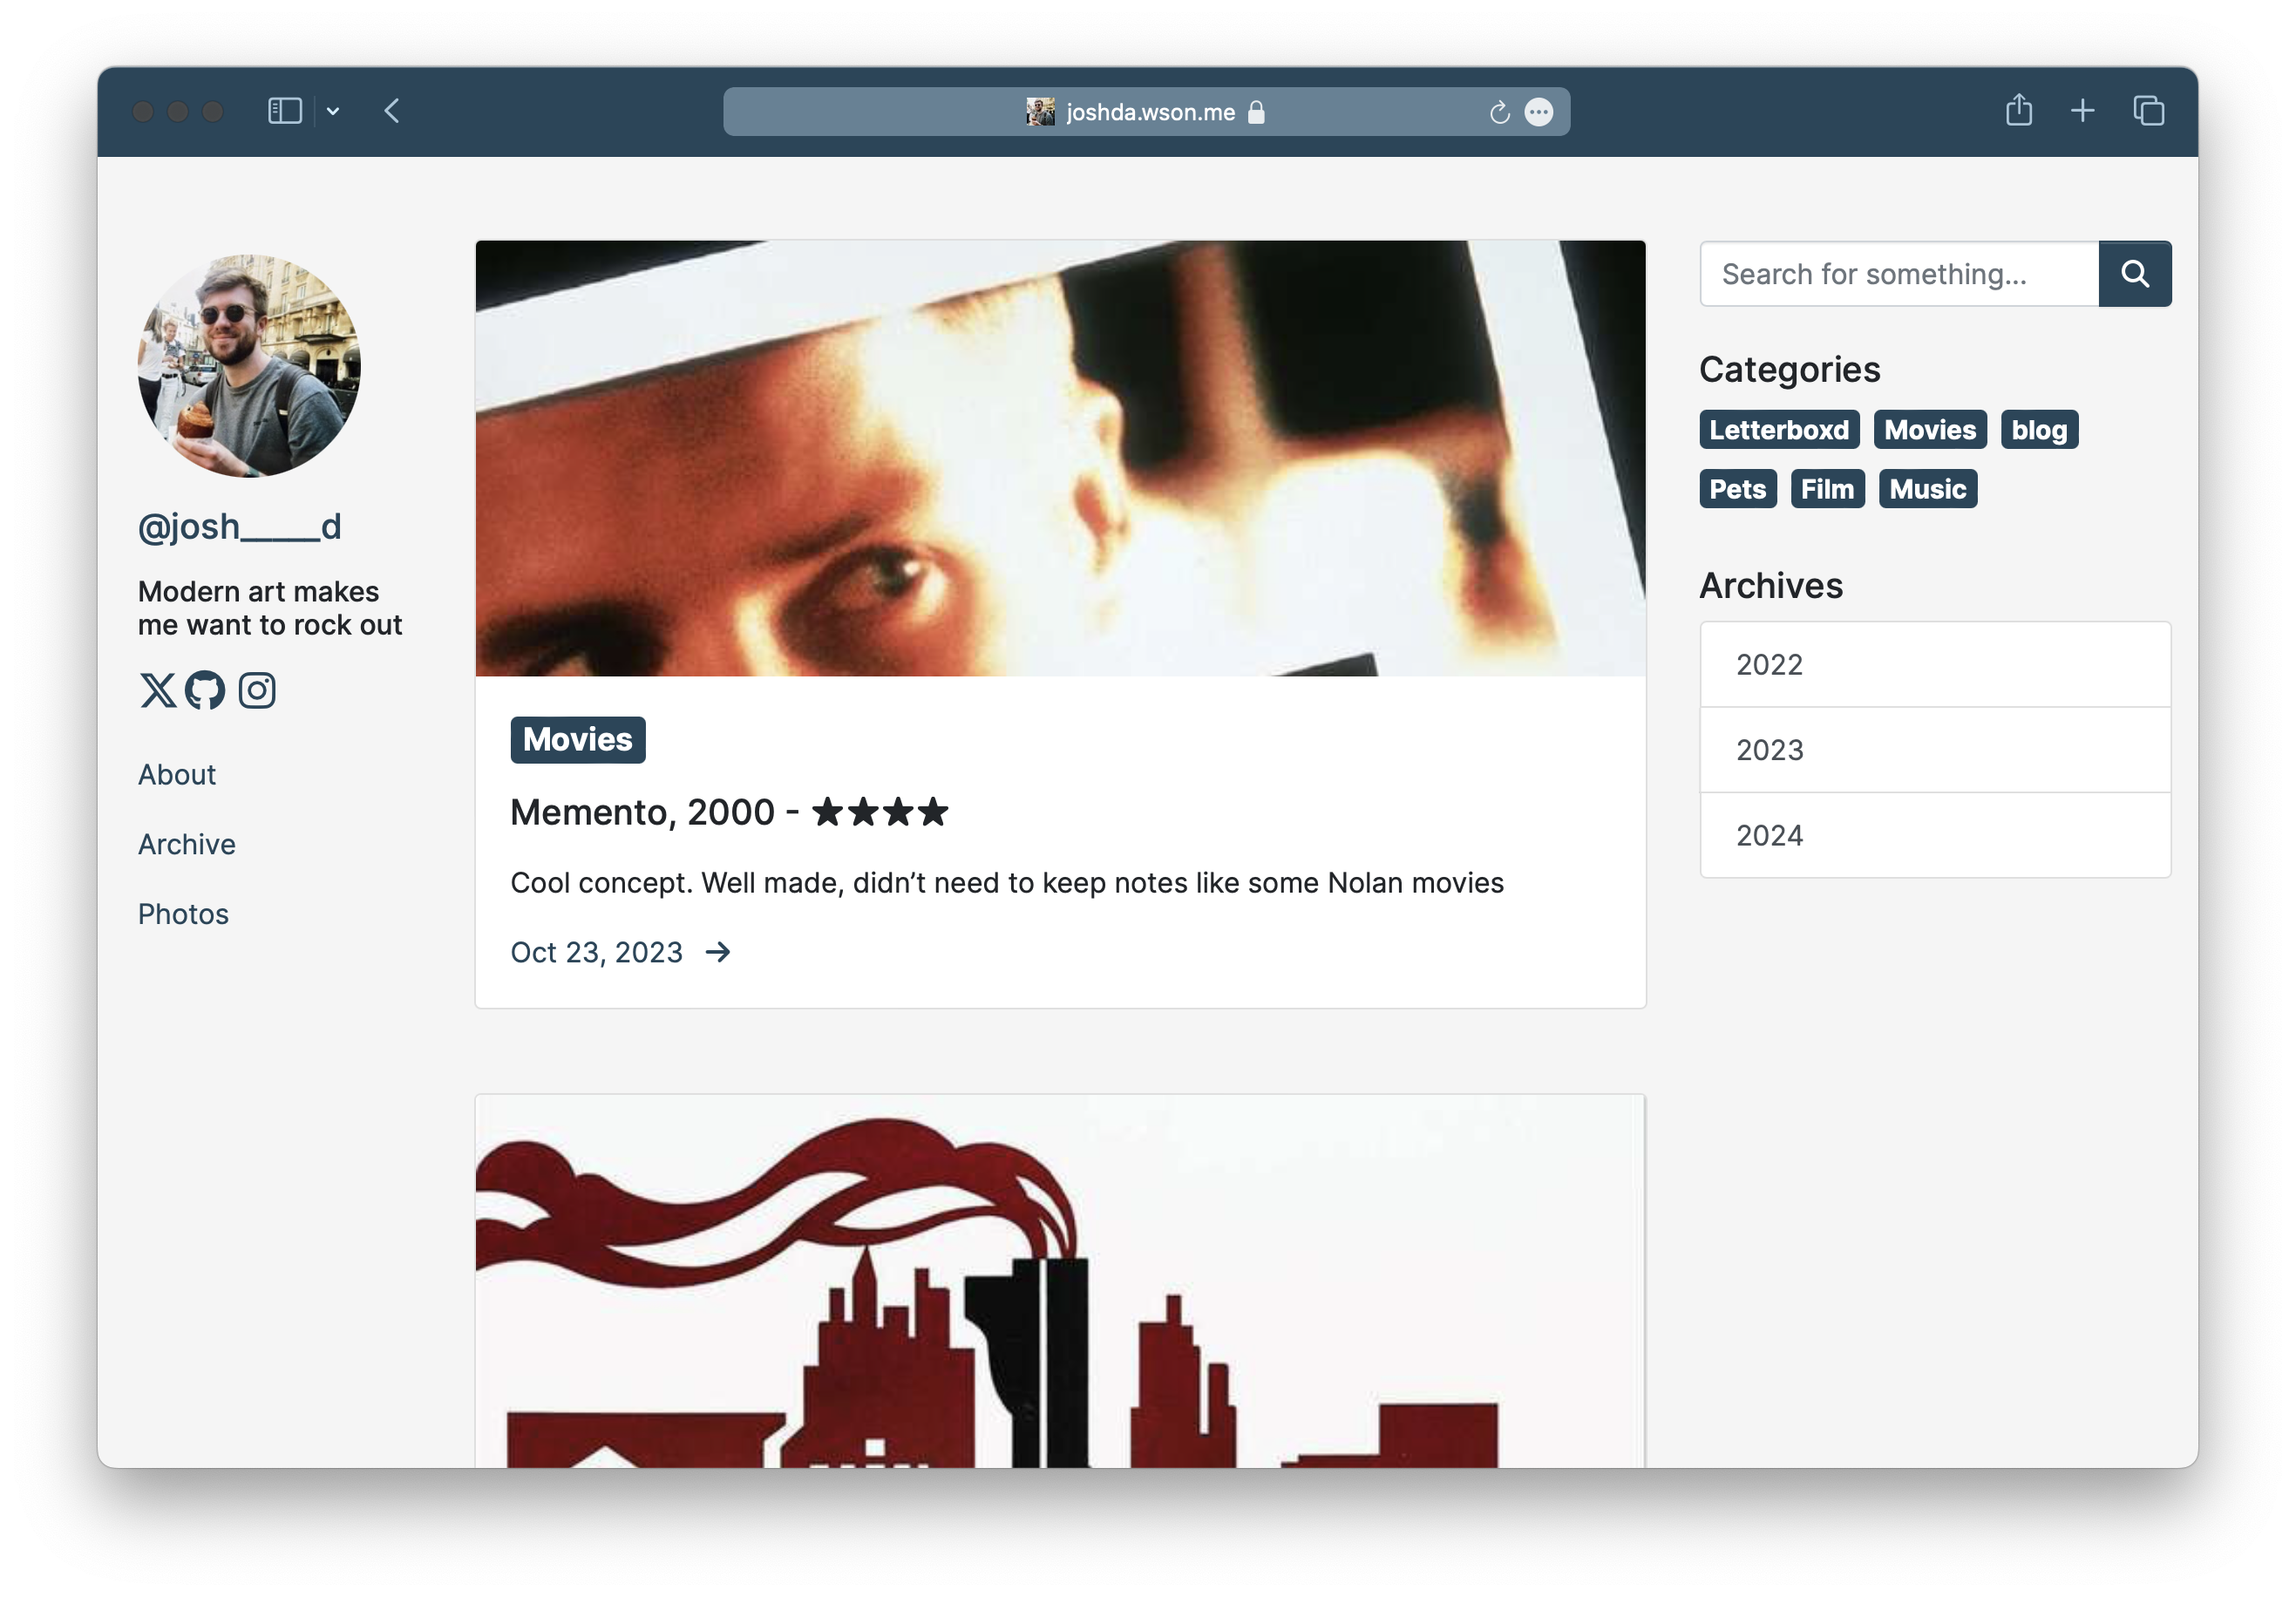 joshda.wson.me
@josh_____d
Modern art makes
me want to rock out
About
Archive
Photos
Movies
Memento, 2000 - ★★★★
Cool concept. Well made, didn’t need to keep notes like some Nolan movies
Oct 23, 2023 →
Search for something...
Categories
Letterboxd Movies blog
Pets Film Music
Archives
2022
2023
2024